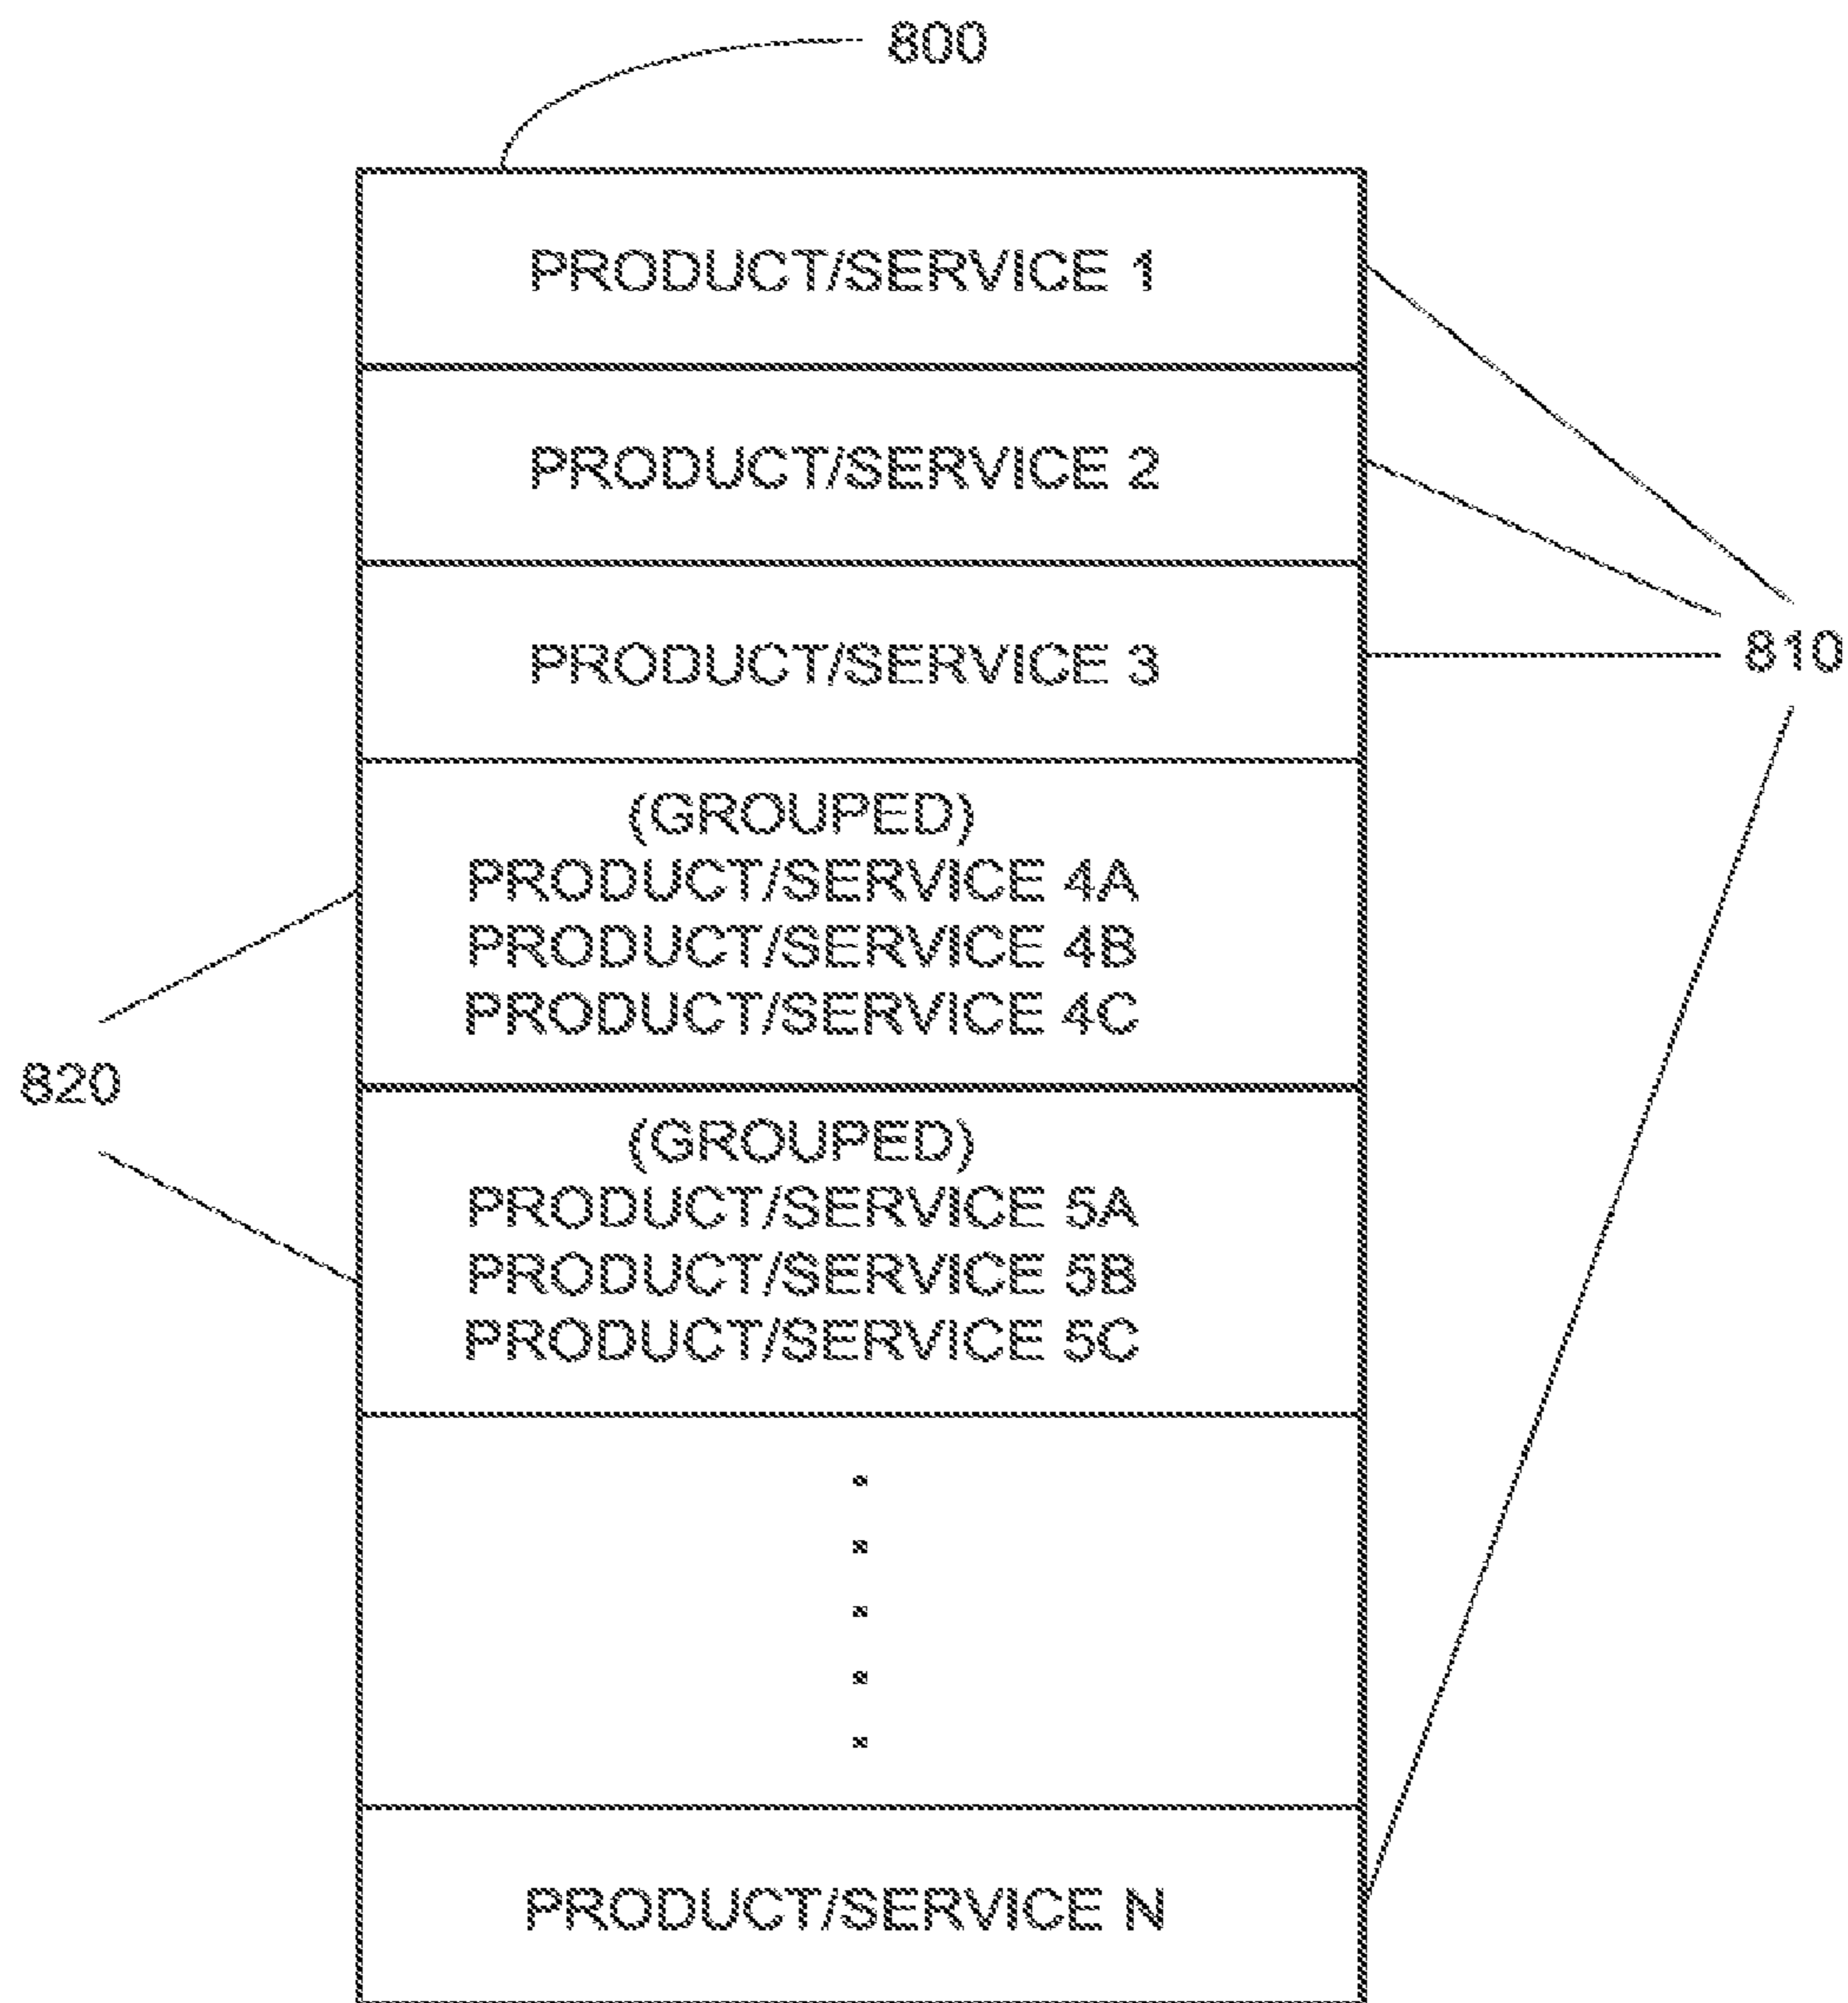 800
PRODUCT/SERVICE 1
PRODUCT/SERVICE 2
PRODUCT/SERVICE 3
810
(GROUPED)
PRODUCT/SERVICE 4A
PRODUCT/SERVICE 4B
PRODUCT/SERVICE 4C
820
(GROUPED)
PRODUCT/SERVICE 5A
PRODUCT/SERVICE 5B
PRODUCT/SERVICE 5C
PRODUCT/SERVICE N